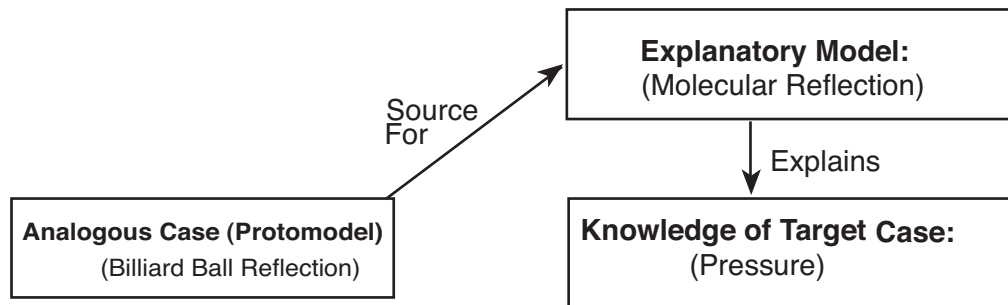 Explanatory Model:
(Molecular Reflection)
Source
For
Explains
Analogous Case (Protomodel)
(Billiard Ball Reflection)
Knowledge of Target Case:
(Pressure)